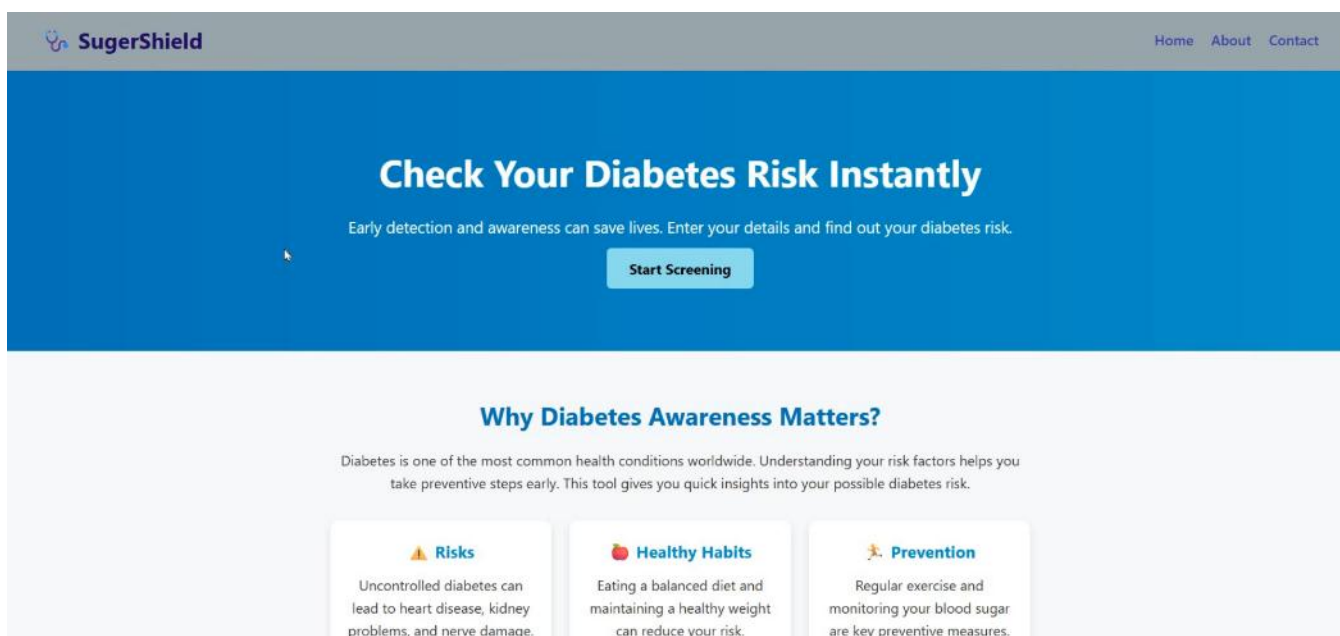 SugerShield
Home About Contact
Check Your Diabetes Risk Instantly
Early detection and awareness can save lives. Enter your details and find out your diabetes risk.
Start Screening
Why Diabetes Awareness Matters?
Diabetes is one of the most common health conditions worldwide. Understanding your risk factors helps you
take preventive steps early. This tool gives you quick insights into your possible diabetes risk.
Risks
Uncontrolled diabetes can
lead to heart disease, kidney
problems, and nerve damage.
Healthy Habits
Eating a balanced diet and
maintaining a healthy weight
can reduce your risk.
Prevention
Regular exercise and
monitoring your blood sugar
are key preventive measures.